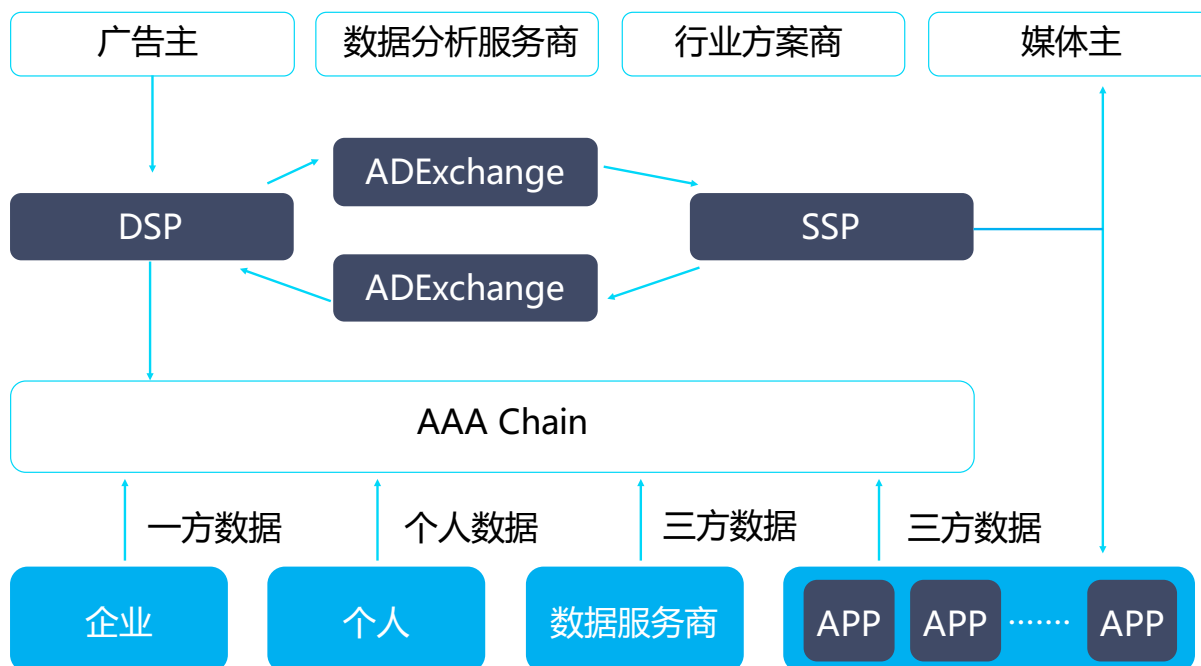 广告主
数据分析服务商
行业方案商
媒体主
ADExchange
DSP
SSP
ADExchange
AAA Chain
一方数据
个人数据
三方数据
三方数据
企业
个人
数据服务商
APP
APP
·······
APP